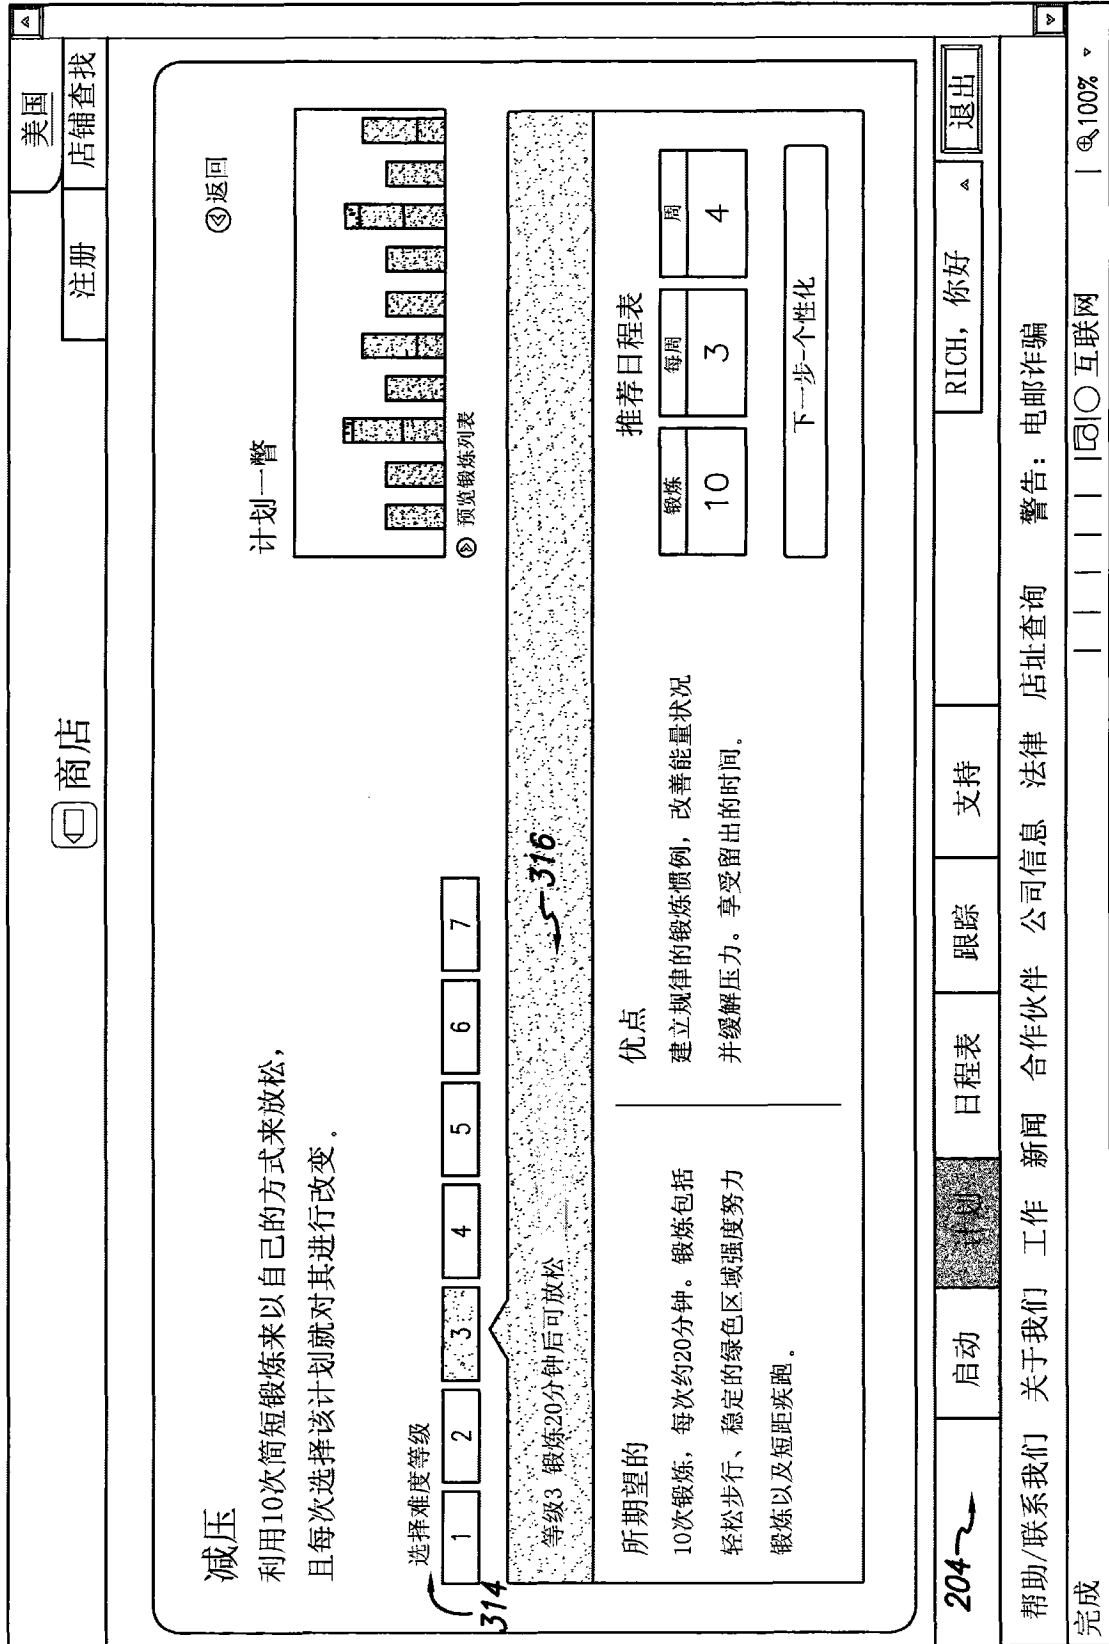 美国
商店
注册
店铺查找
减压
利用10次简短锻炼来以自己的方式来放松，
且每次选择该计划就对其进行改变。
返回
计划一瞥
预览锻炼列表
选择难度等级
314
1 2 3 4 5 6 7
等级3 锻炼20分钟后可放松
316
所期望的
10次锻炼，每次约20分钟。锻炼包括
轻松步行、稳定的绿色区域强度努力
锻炼以及短距疾跑。
优点
建立规律的锻炼惯例，改善能量状况
并缓解压力。享受留出的时间。
推荐日程表
锻炼 每周 周
10 3 4
下一步-个性化
204
启动 计划 日程表 跟踪 支持
RICH，你好
退出
帮助/联系我们 关于我们 工作 新闻 合作伙伴 公司信息 法律 店址查询 警告：电邮诈骗
完成
互联网
100%